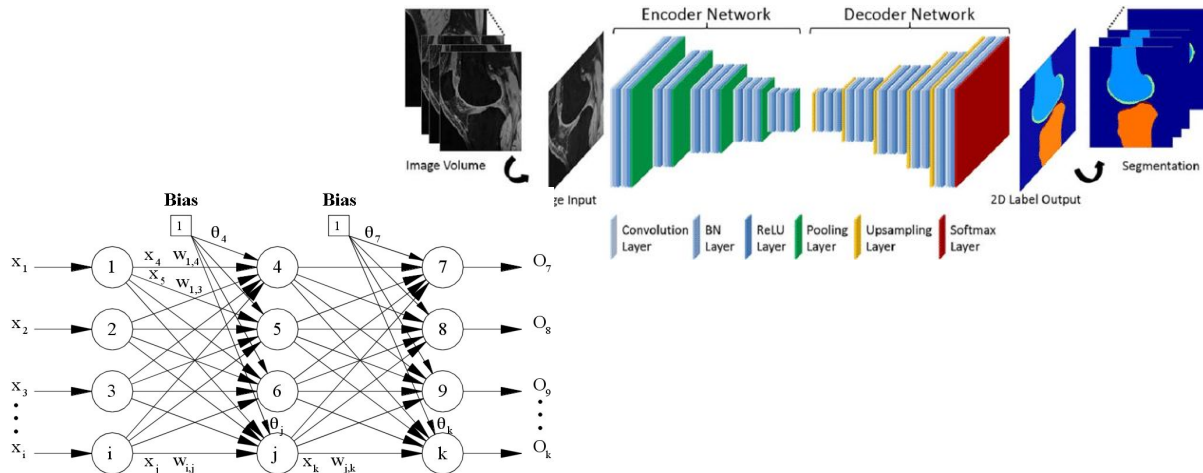 Encoder Network
Decoder Network
Image Volume
ge Input
2D Label Output
Segmentation
Convolution Layer
BN Layer
ReLU Layer
Pooling Layer
Upsampling Layer
Softmax Layer
Bias
Bias
1
1
θ4
θ7
x1
1
x4
w1,4
4
7
O7
x5
w1,3
x2
2
5
8
O8
x3
3
6
9
O9
θj
θk
xi
i
xj
wi,j
j
xk
wj,k
k
Ok